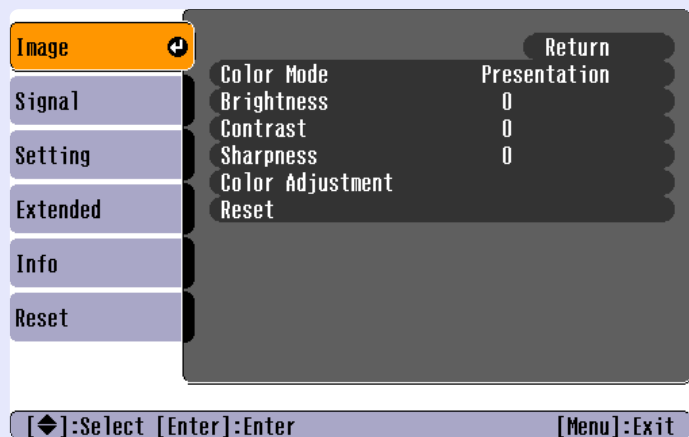 Image
Signal
Setting
Extended
Info
Reset
Return
Color Mode Presentation
Brightness 0
Contrast 0
Sharpness 0
Color Adjustment
Reset
[◆]:Select [Enter]:Enter [Menu]:Exit